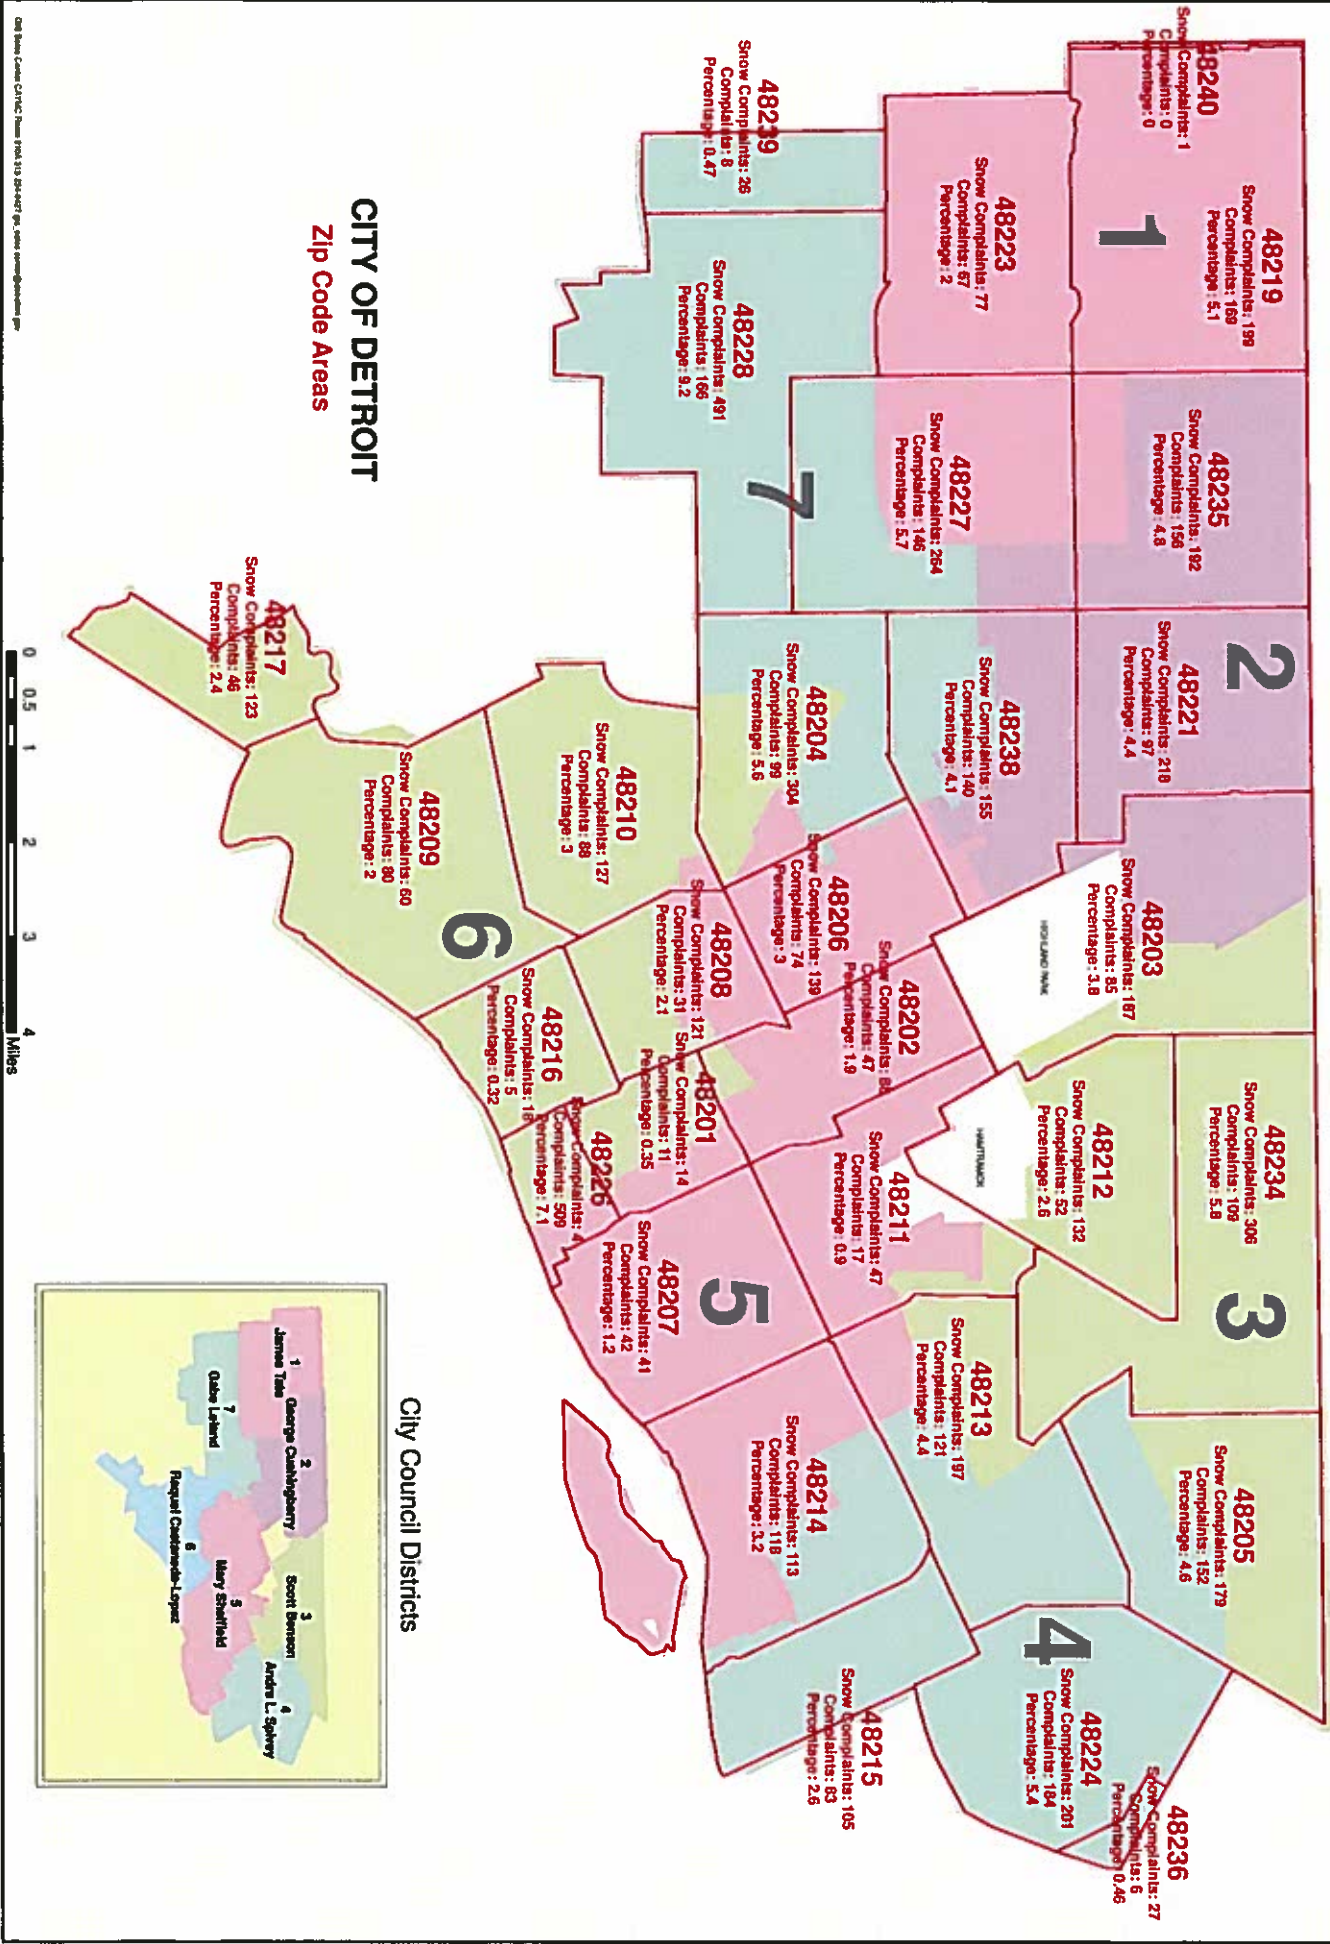 48240
Snow Complaints: 1
Complaints: 0
Percentage: 0
48219
Snow Complaints: 199
Complaints: 169
Percentage: 5.1
1
48235
Snow Complaints: 192
Complaints: 156
Percentage: 4.8
2
48221
Snow Complaints: 218
Complaints: 97
Percentage: 4.4
48203
Snow Complaints: 187
Complaints: 85
Percentage: 3.8
HIGHLAND PARK
48234
Snow Complaints: 306
Complaints: 109
Percentage: 5.8
3
48212
Snow Complaints: 132
Complaints: 52
Percentage: 2.6
HAMTRAMCK
48205
Snow Complaints: 179
Complaints: 152
Percentage: 4.6
48236
Snow Complaints: 27
Complaints: 6
Percentage: 0.46
4
48224
Snow Complaints: 201
Complaints: 184
Percentage: 5.4
48223
Snow Complaints: 77
Complaints: 67
Percentage: 2
48227
Snow Complaints: 264
Complaints: 146
Percentage: 5.7
48238
Snow Complaints: 155
Complaints: 140
Percentage: 4.1
48202
Snow Complaints:
Complaints: 47
Percentage: 1.9
48211
Snow Complaints: 47
Complaints: 17
Percentage: 0.9
48213
Snow Complaints: 197
Complaints: 121
Percentage: 4.4
48215
Snow Complaints: 105
Complaints:
Percentage: 2.6
48239
Snow Complaints: 26
Complaints: 8
Percentage: 0.47
48228
Snow Complaints: 491
Complaints: 166
Percentage: 9.2
7
48204
Snow Complaints: 304
Complaints: 99
Percentage: 5.6
48206
Snow Complaints: 139
Complaints: 74
Percentage: 3
48214
Snow Complaints: 113
Complaints: 118
Percentage: 3.2
5
48208
Snow Complaints: 121
Complaints: 31
Percentage: 2.1
48201
Snow Complaints: 14
Complaints: 11
Percentage: 0.35
48207
Snow Complaints: 41
Complaints: 42
Percentage: 1.2
48210
Snow Complaints: 127
Complaints: 88
Percentage: 3
48226
Snow Complaints:
Complaints: 509
Percentage: 7.1
48216
Snow Complaints:
Complaints: 5
Percentage: 0.32
6
48209
Snow Complaints: 60
Complaints: 80
Percentage: 2
48217
Snow Complaints: 123
Complaints: 46
Percentage: 2.4
CITY OF DETROIT
Zip Code Areas
City Council Districts
1
James Tate
2
George Cushingberry
3
Scott Benson
4
Andre L. Spivey
5
Mary Sheffield
6
Raquel Castaneda-Lopez
7
Gabe Leland
0 0.5 1 2 3 4
Miles